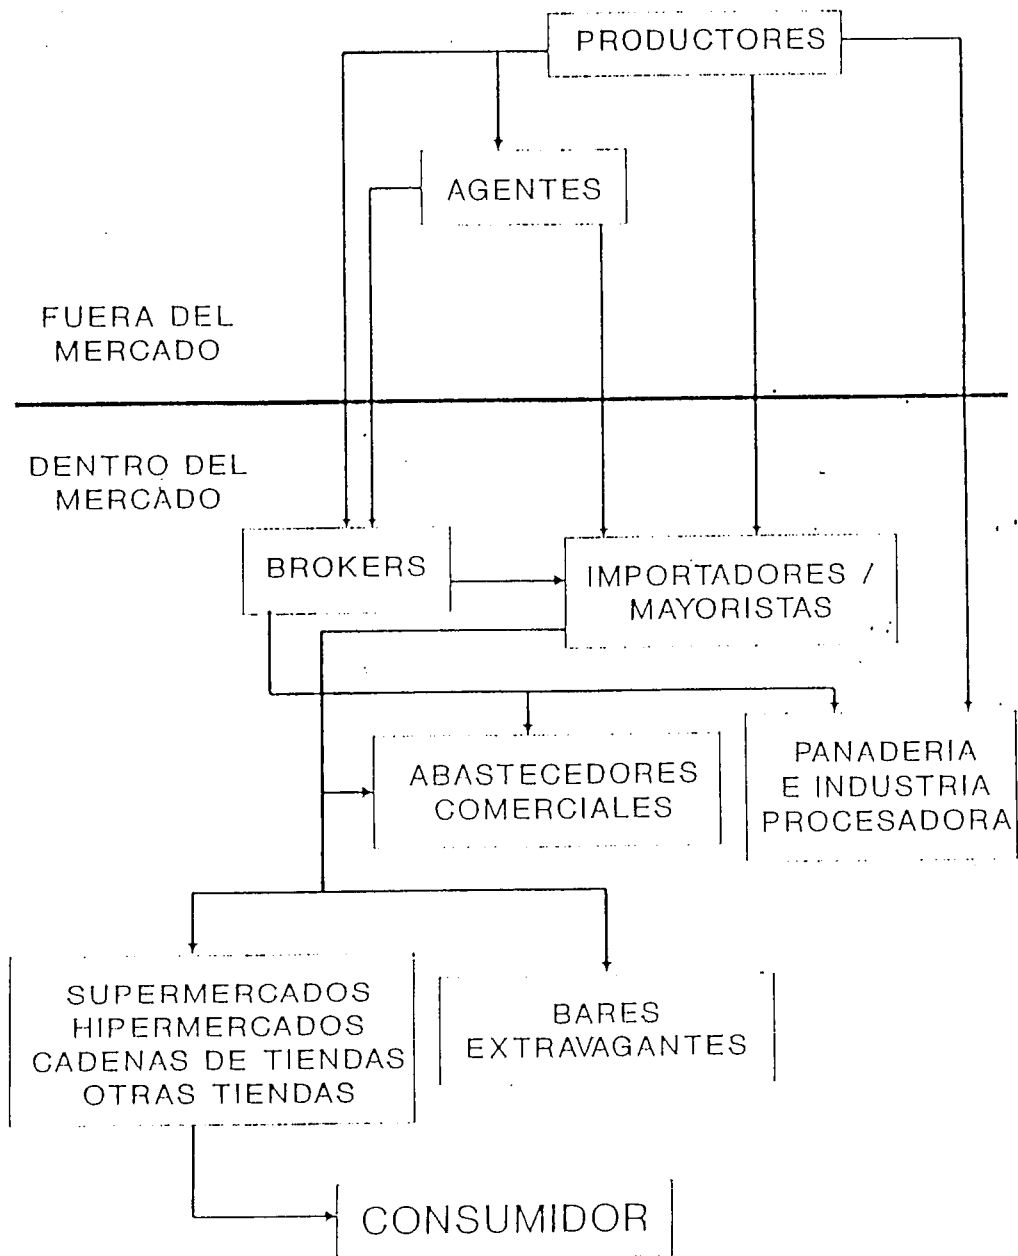 PRODUCTORES
AGENTES
FUERA DEL
MERCADO
DENTRO DEL
MERCADO
BROKERS
IMPORTADORES /
MAYORISTAS
ABASTECEDORES
COMERCIALES
PANADERIA
E INDUSTRIA
PROCESADORA
SUPERMERCADOS
HIPERMERCADOS
CADENAS DE TIENDAS
OTRAS TIENDAS
BARES
EXTRAVAGANTES
CONSUMIDOR